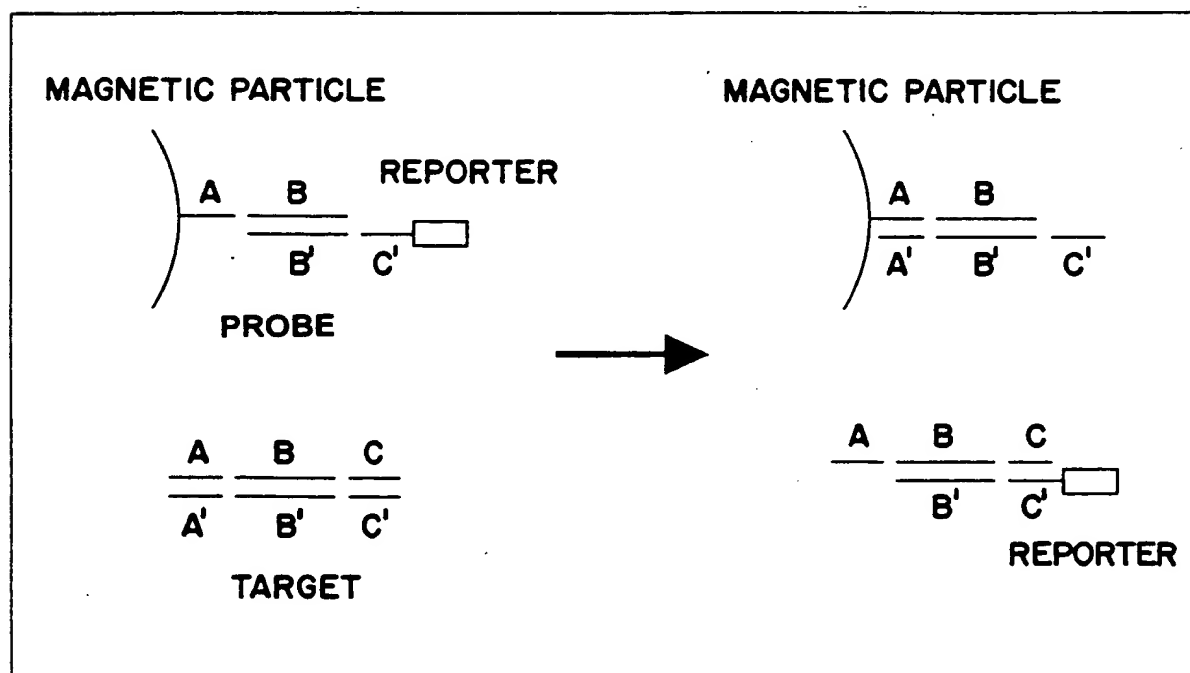 MAGNETIC PARTICLE
A B
REPORTER
B' C'
PROBE
A B C
A' B' C'
TARGET
MAGNETIC PARTICLE
A B
A' B' C'
A B C
B' C'
REPORTER